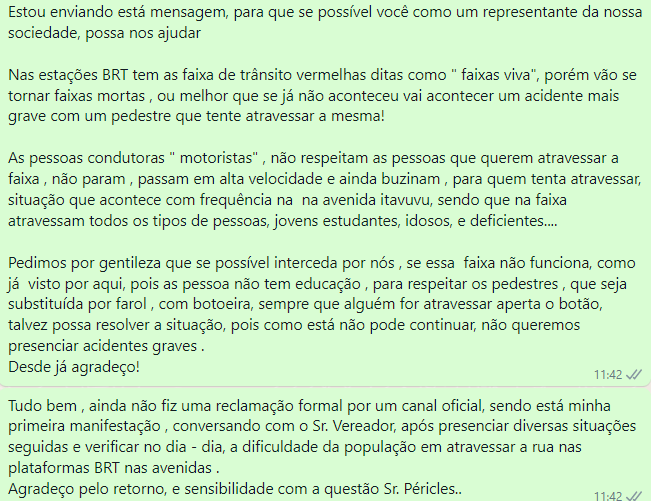 Estou enviando está mensagem, para que se possível você como um representante da nossa
sociedade, possa nos ajudar
Nas estações BRT tem as faixa de trânsito vermelhas ditas como " faixas viva", porém vão se
tornar faixas mortas , ou melhor que se já não aconteceu vai acontecer um acidente mais
grave com um pedestre que tente atravessar a mesma!
As pessoas condutoras " motoristas" , não respeitam as pessoas que querem atravessar a
faixa , não param , passam em alta velocidade e ainda buzinam , para quem tenta atravessar,
situação que acontece com frequência na  na avenida itavuvu, sendo que na faixa
atravessam todos os tipos de pessoas, jovens estudantes, idosos, e deficientes....
Pedimos por gentileza que se possível interceda por nós , se essa  faixa não funciona, como
já  visto por aqui, pois as pessoa não tem educação , para respeitar os pedestres , que seja
substituída por farol , com botoeira, sempre que alguém for atravessar aperta o botão,
talvez possa resolver a situação, pois como está não pode continuar, não queremos
presenciar acidentes graves .
Desde já agradeço!
11:42
Tudo bem , ainda não fiz uma reclamação formal por um canal oficial, sendo está minha
primeira manifestação , conversando com o Sr. Vereador, após presenciar diversas situações
seguidas e verificar no dia - dia, a dificuldade da população em atravessar a rua nas
plataformas BRT nas avenidas .
Agradeço pelo retorno, e sensibilidade com a questão Sr. Péricles..
11:42